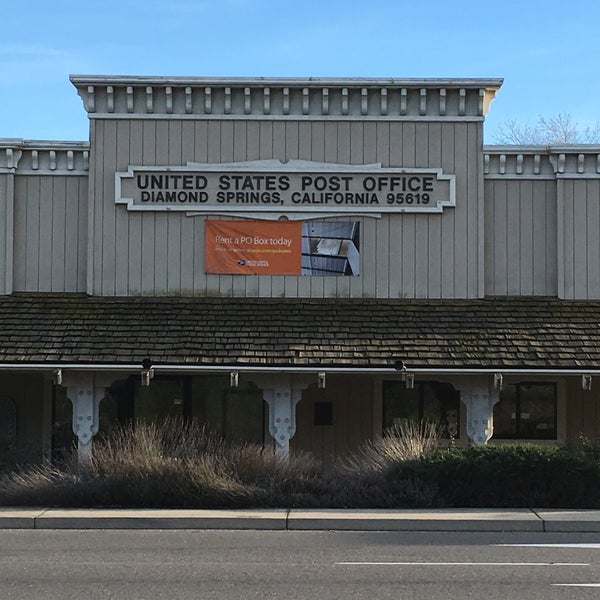 UNITED STATES POST OFFICE
DIAMOND SPRINGS, CALIFORNIA 95619
Rent a PO Box today